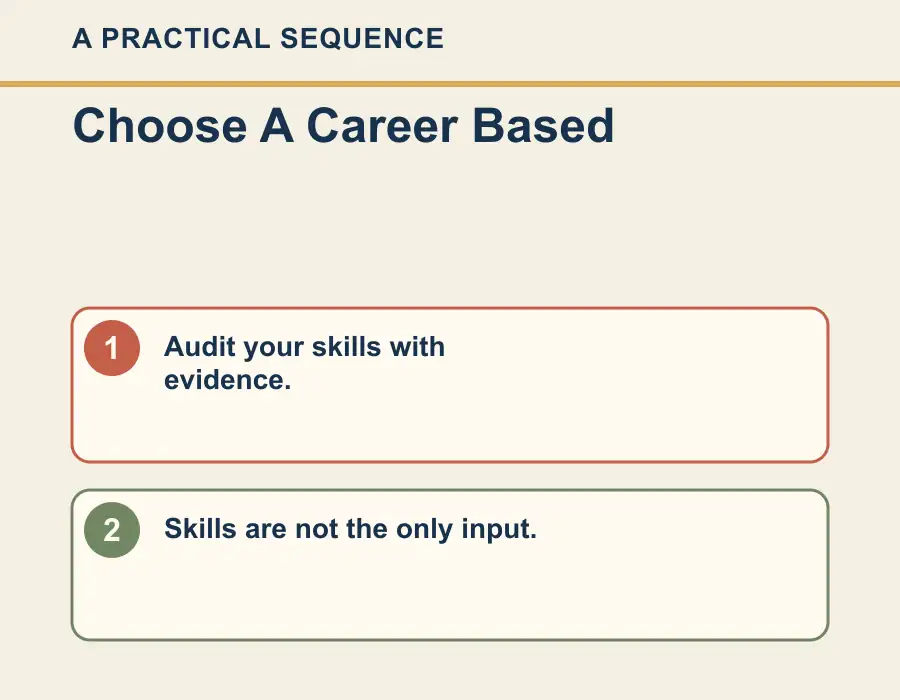 A PRACTICAL SEQUENCE
Choose A Career Based
1
Audit your skills with
evidence.
2
Skills are not the only input.